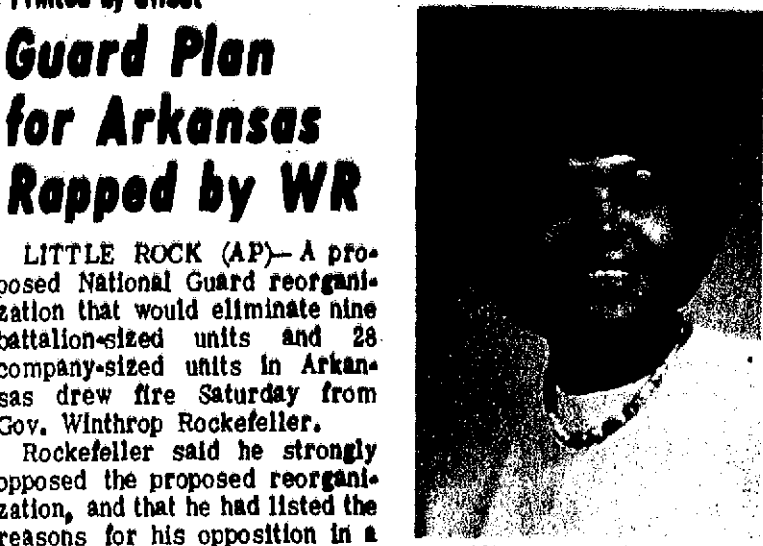 Printed by Offset
Guard Plan
for Arkansas
Rapped by WR
LITTLE ROCK (AP)— A pro-
posed National Guard reorgani-
zation that would eliminate nine
battalion-sized units and 28
company-sized units in Arkan-
sas drew fire Saturday from
Gov. Winthrop Rockefeller.
Rockefeller said he strongly
opposed the proposed reorgani-
zation, and that he had listed the
reasons for his opposition in a